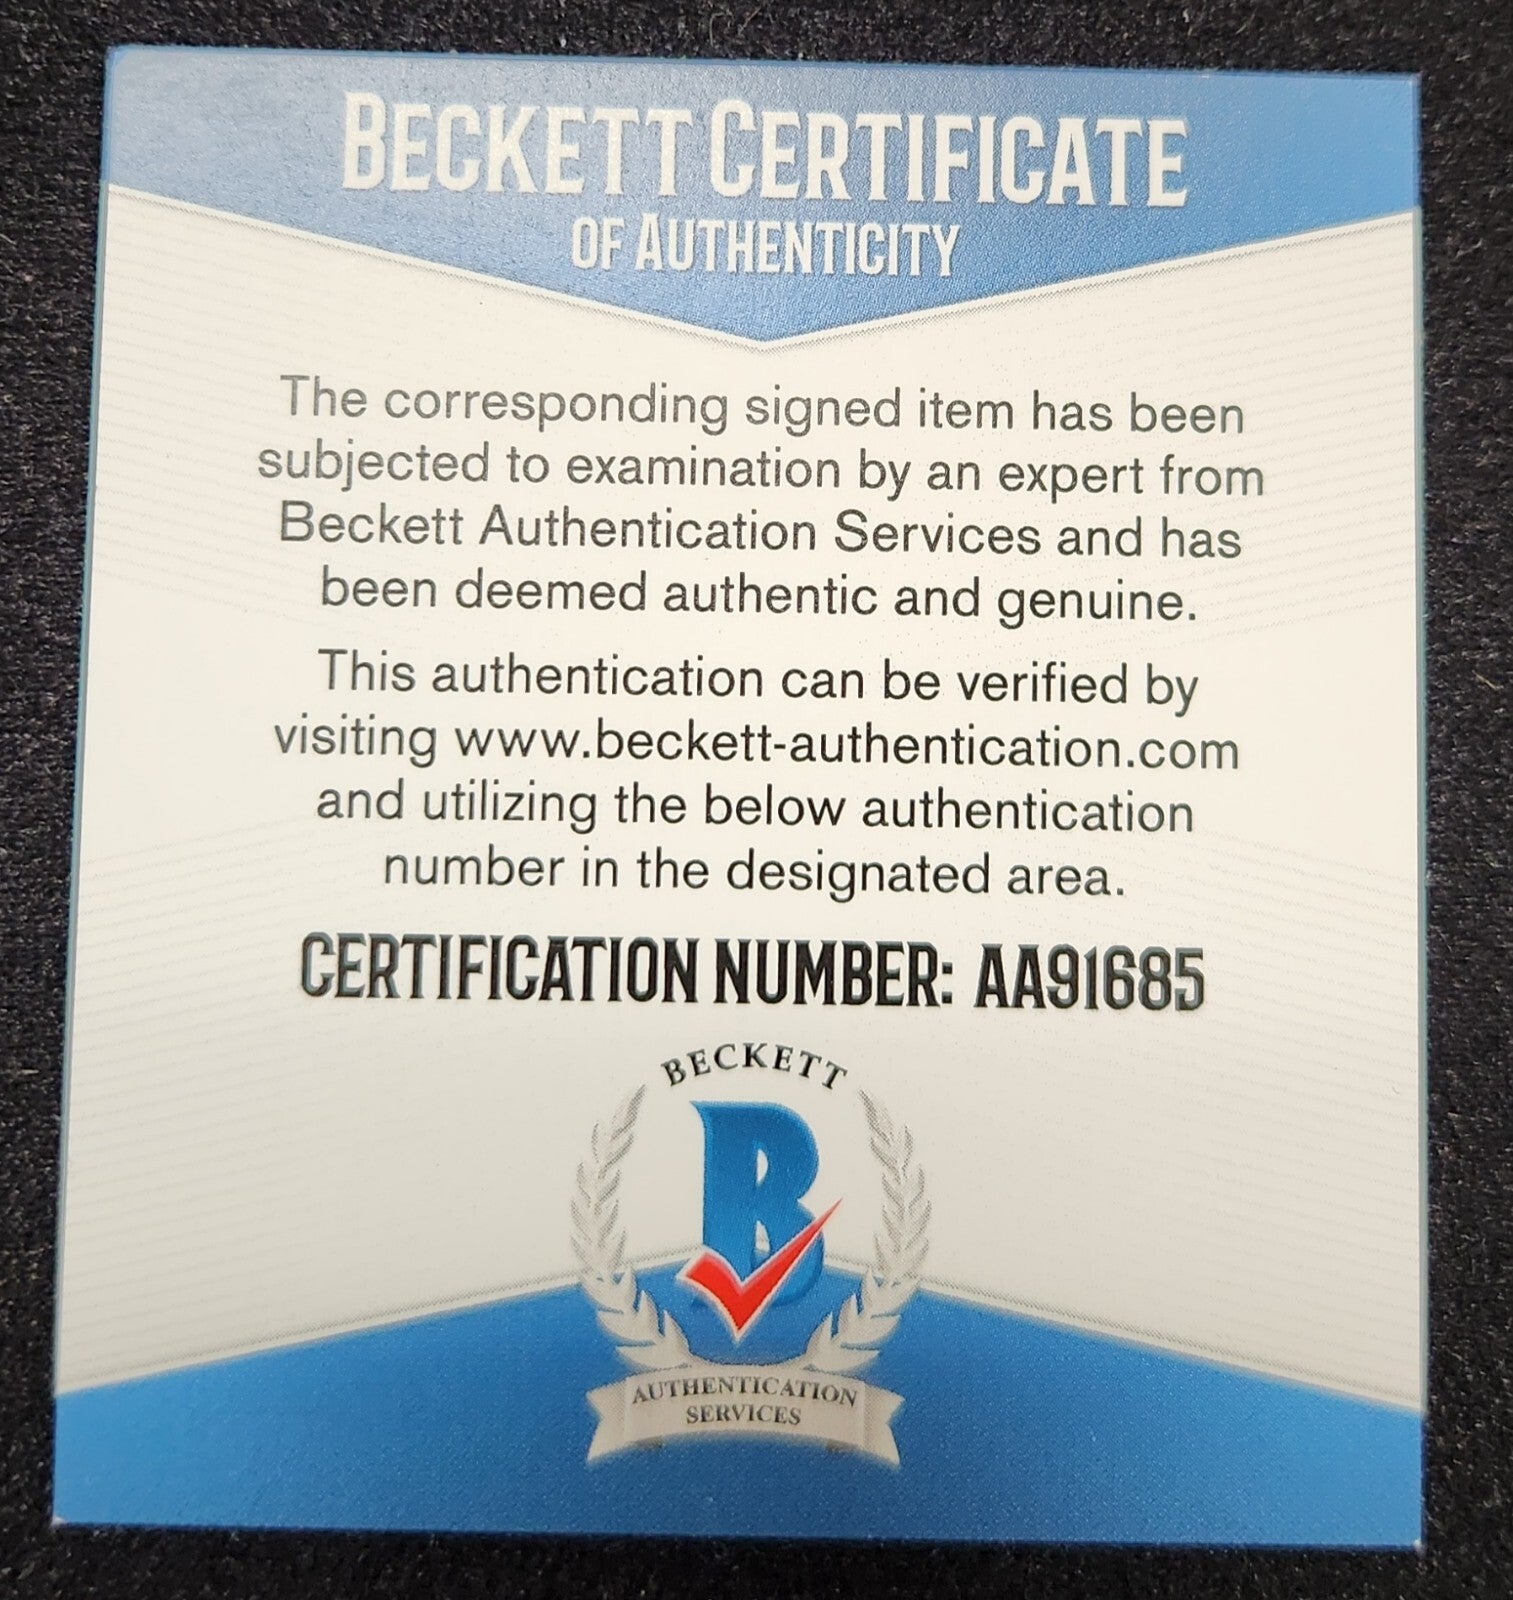 BECKETT CERTIFICATE
OF AUTHENTICITY
The corresponding signed item has been
subjected to examination by an expert from
Beckett Authentication Services and has
been deemed authentic and genuine.
This authentication can be verified by
visiting www.beckett-authentication.com
and utilizing the below authentication
number in the designated area.
CERTIFICATION NUMBER: AA91685
BECKETT
B
AUTHENTICATION
SERVICES